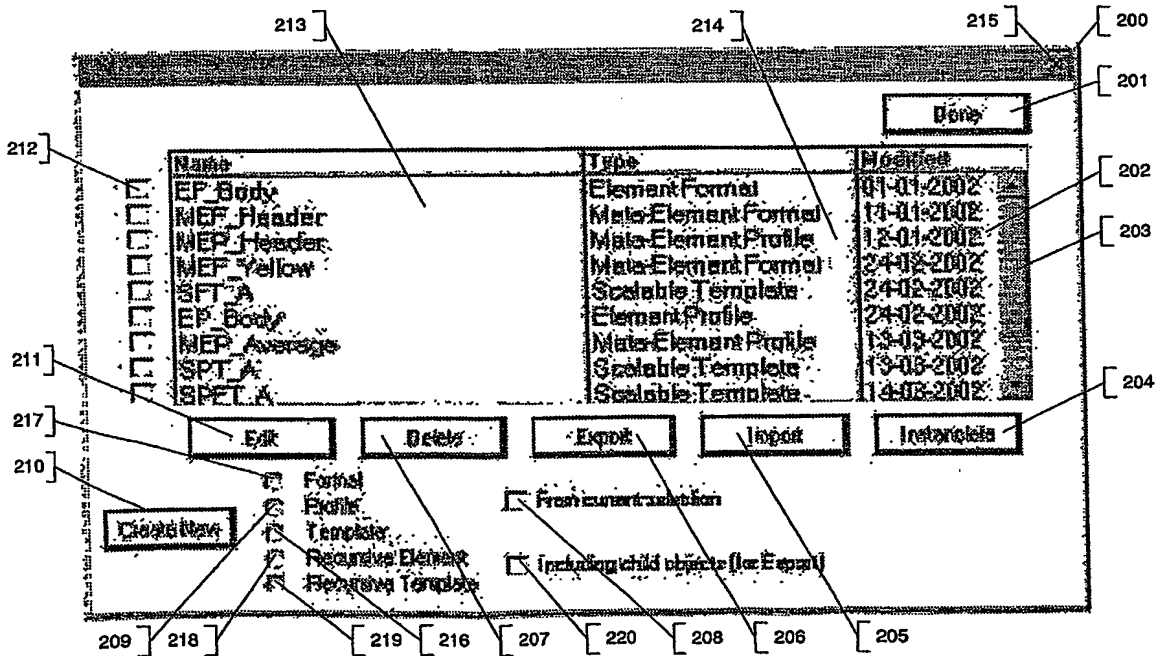 213 214 215 200
201
Done
212
Name Type Modified
EF_Body Element Format 01-01-2002
MEF_Header Meta-Element Format 11-01-2002
MEP_Header Meta-Element Profile 12-01-2002
MEF_Yellow Meta-Element Format 24-02-2002
SFT_A Scalable Template 24-02-2002
EP_Body Element Profile 24-02-2002
MEP_Average Meta-Element Profile 13-03-2002
SPT_A Scalable Template 13-03-2002
SPFT_A Scalable Template 14-03-2002
202
203
211
204
Edit Delete Export Import Instanciate
217
210
Format
Profile
Template
Recursive Element
Recursive Template
Create New
From current selection
Including child objects (for Export)
209 218 219 216 207 220 208 206 205